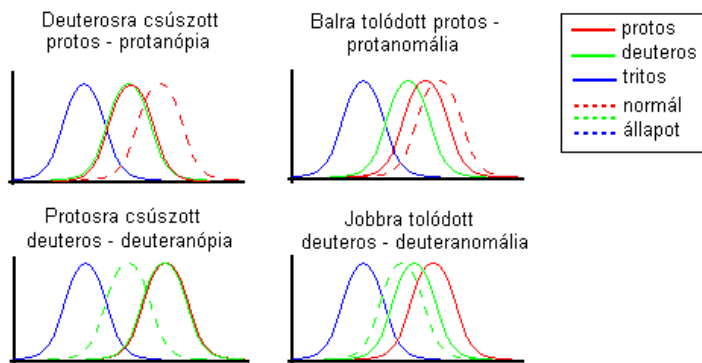 Deuterosra csúszott
protos - protanópia
Balra tolódott protos -
protanomália
protos
deuteros
tritos
normál
állapot
Protosra csúszott
deuteros - deuteranópia
Jobbra tolódott
deuteros - deuteranomália